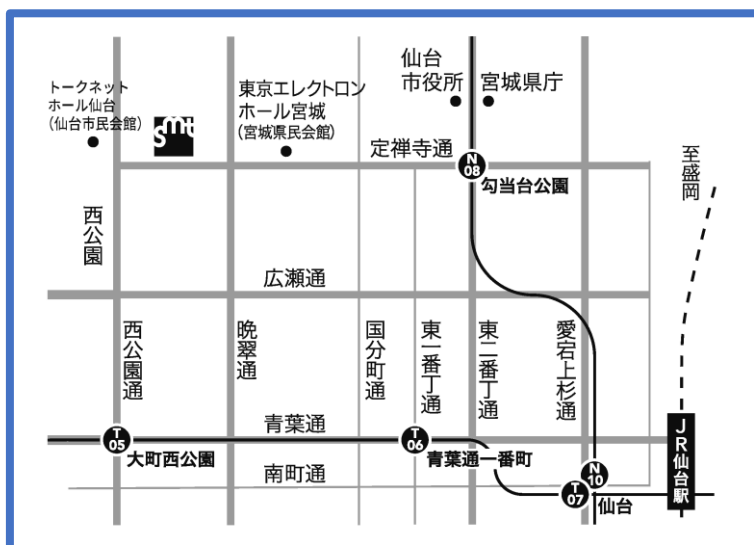 トークネット
ホール仙台
(仙台市民会館)
smt
東京エレクトロン
ホール宮城
(宮城県民会館)
仙台
市役所
宮城県庁
定禅寺通
N
08
勾当台公園
至盛岡
西公園
広瀬通
西公園通
晩翠通
国分町通
東一番丁通
東二番丁通
愛宕上杉通
青葉通
T
05
大町西公園
T
06
青葉通一番町
南町通
N
10
T
07
仙台
JR仙台駅